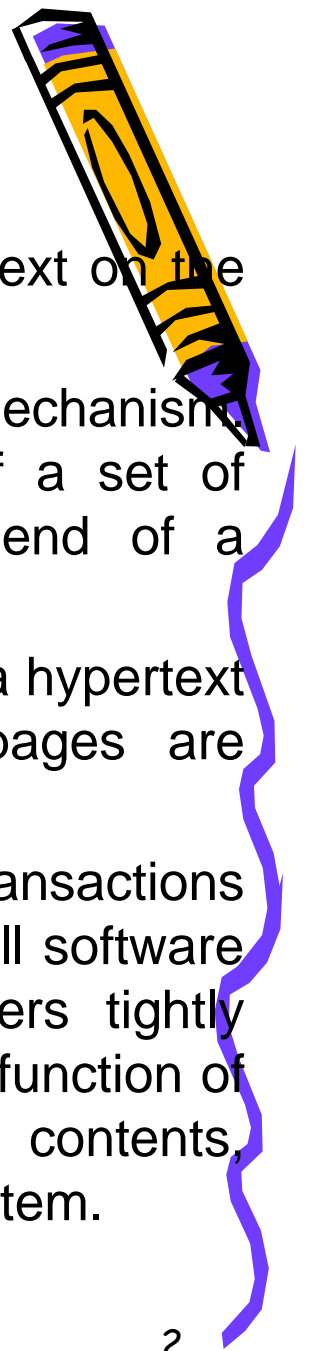 ext on the
echanism.
a set of
end of a
a hypertext
pages are
ansactions
ll software
ers tightly
function of
contents,
tem.
2